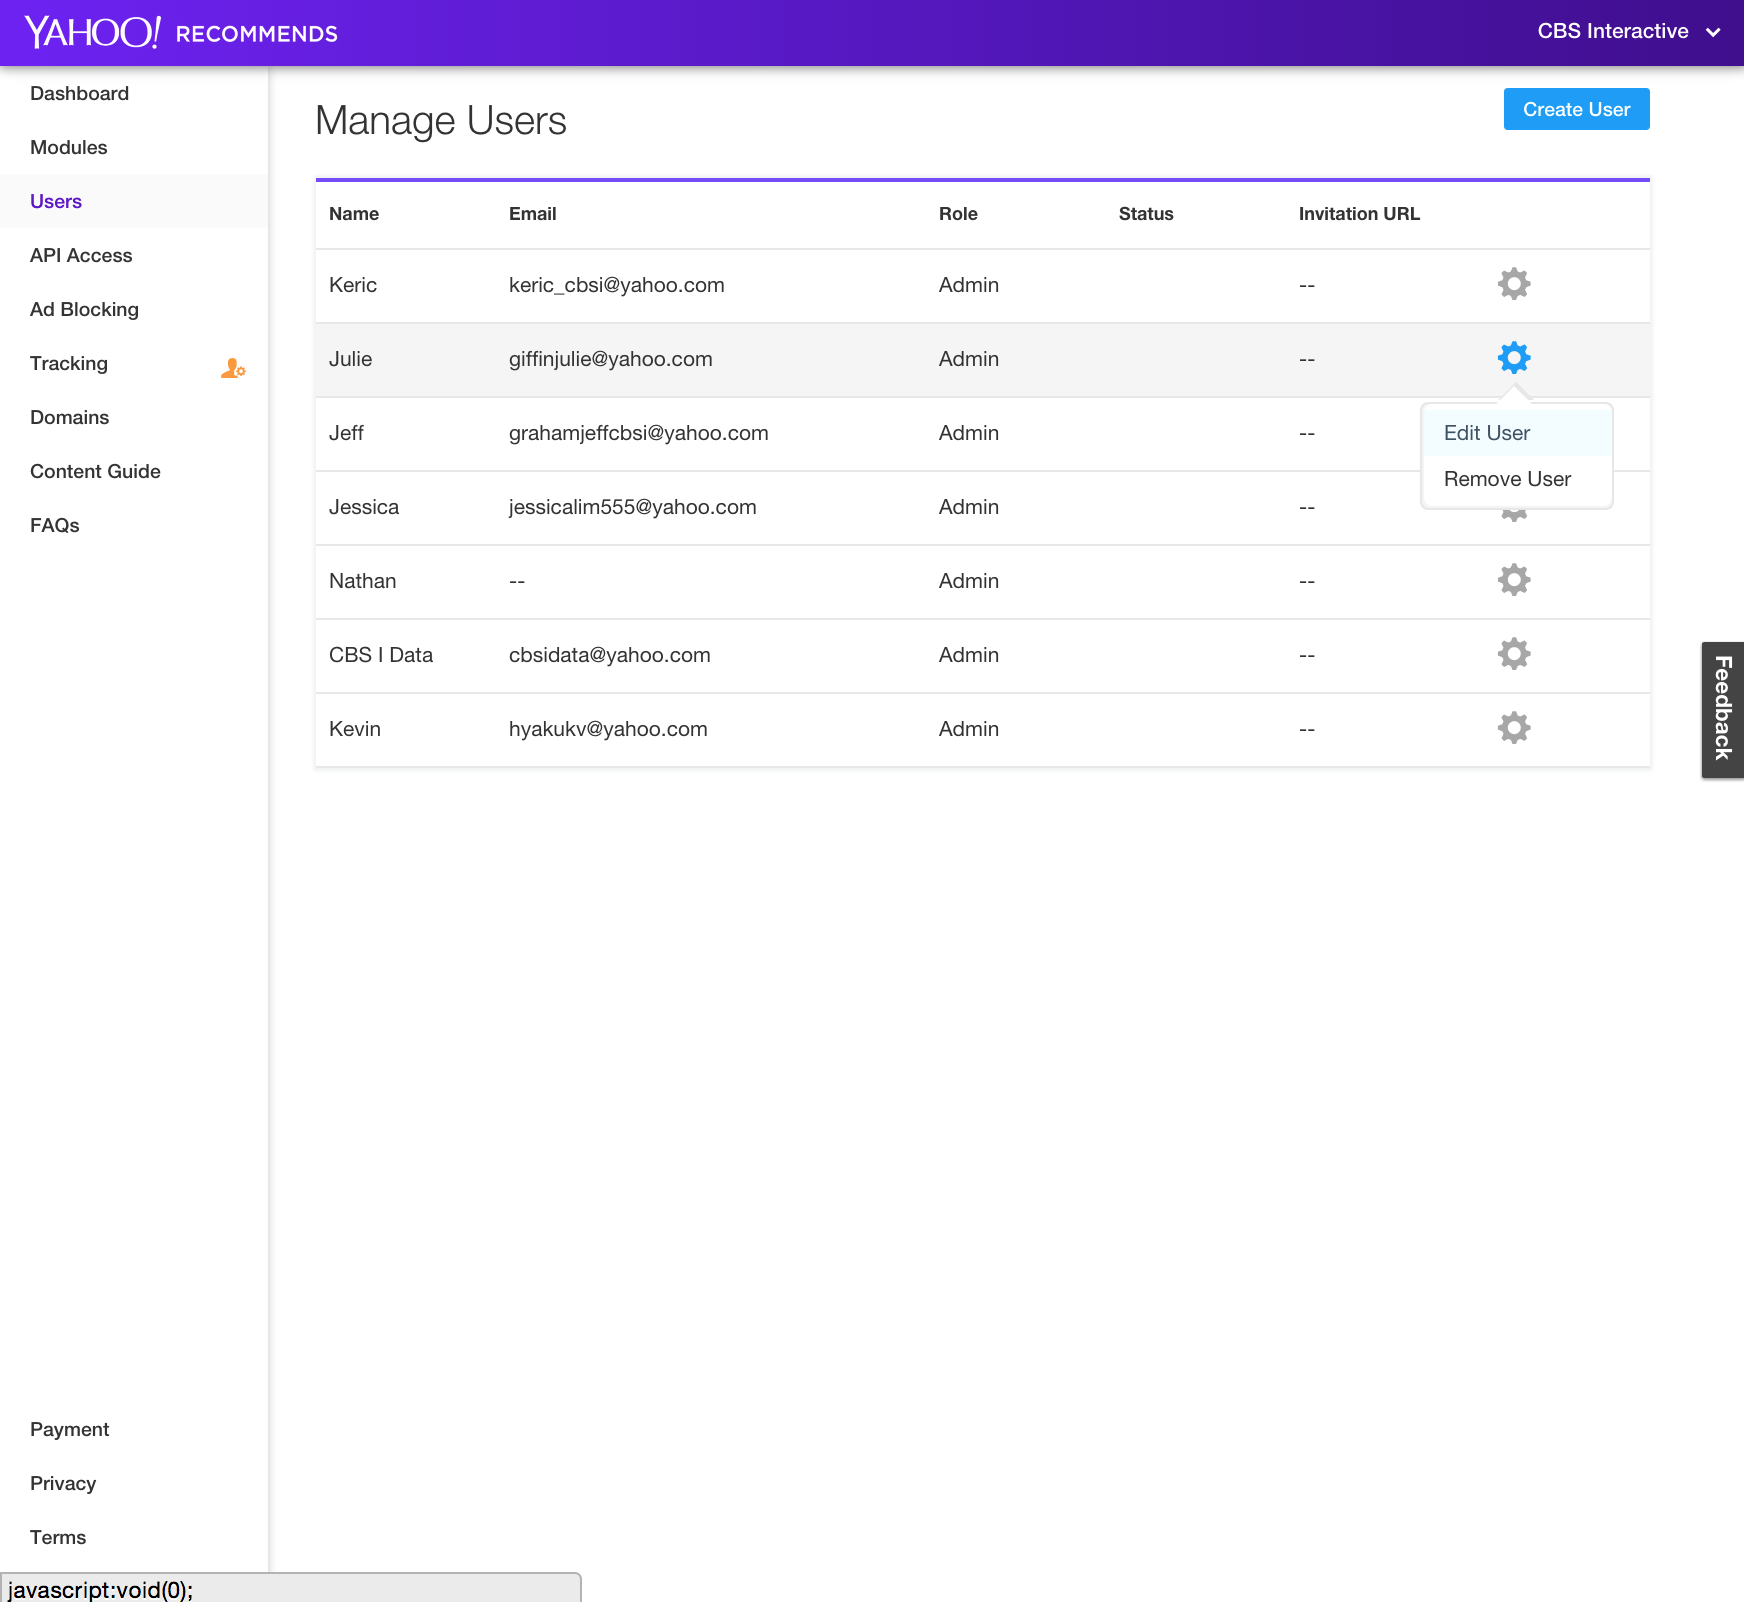 YAHOO! RECOMMENDS
CBS Interactive
Dashboard
Modules
Users
API Access
Ad Blocking
Tracking
Domains
Content Guide
FAQs
Payment
Privacy
Terms
Manage Users
Create User
Name Email Role Status Invitation URL
Keric keric_cbsi@yahoo.com Admin --
Julie giffinjulie@yahoo.com Admin --
Jeff grahamjeffcbsi@yahoo.com Admin --
Edit User
Remove User
Jessica jessicalim555@yahoo.com Admin --
Nathan -- Admin --
CBS I Data cbsidata@yahoo.com Admin --
Kevin hyakukv@yahoo.com Admin --
Feedback
javascript:void(0);